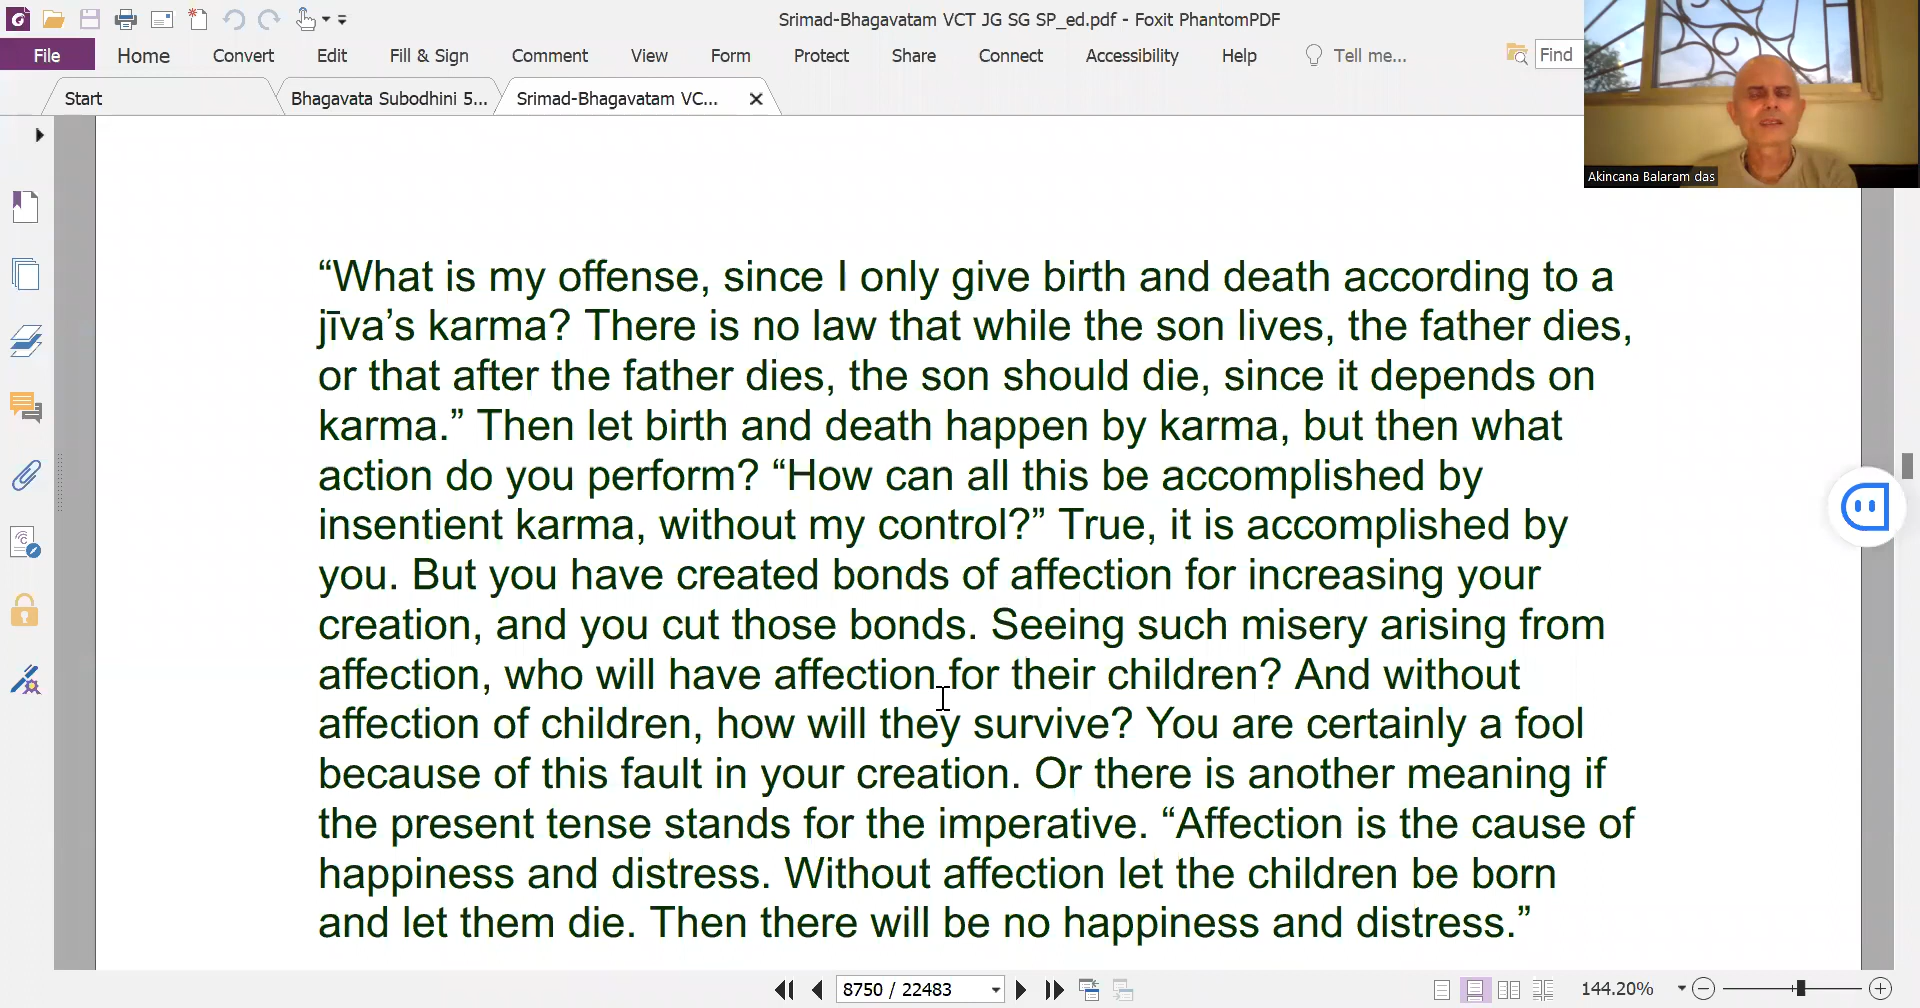 Srimad-Bhagavatam VCT JG SG SP_ed.pdf - Foxit PhantomPDF
File Home Convert Edit Fill & Sign Comment View Form Protect Share Connect Accessibility Help Tell me... Find
Start Bhagavata Subodhini 5... Srimad-Bhagavatam VC...
Akincana Balaram das
“What is my offense, since I only give birth and death according to a
jīva’s karma? There is no law that while the son lives, the father dies,
or that after the father dies, the son should die, since it depends on
karma.” Then let birth and death happen by karma, but then what
action do you perform? “How can all this be accomplished by
insentient karma, without my control?” True, it is accomplished by
you. But you have created bonds of affection for increasing your
creation, and you cut those bonds. Seeing such misery arising from
affection, who will have affection for their children? And without
affection of children, how will they survive? You are certainly a fool
because of this fault in your creation. Or there is another meaning if
the present tense stands for the imperative. “Affection is the cause of
happiness and distress. Without affection let the children be born
and let them die. Then there will be no happiness and distress.”
8750 / 22483 144.20%